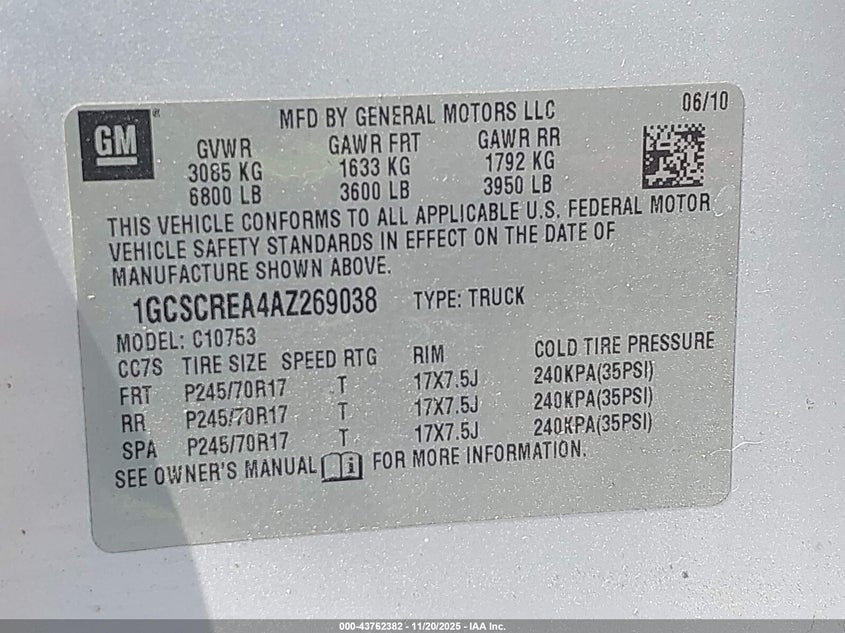 GM
MFD BY GENERAL MOTORS LLC 06/10
GVWR GAWR FRT GAWR RR
3085 KG 1633 KG 1792 KG
6800 LB 3600 LB 3950 LB
THIS VEHICLE CONFORMS TO ALL APPLICABLE U.S. FEDERAL MOTOR
VEHICLE SAFETY STANDARDS IN EFFECT ON THE DATE OF
MANUFACTURE SHOWN ABOVE.
1GCSCREA4AZ269038 TYPE: TRUCK
MODEL: C10753
CC7S TIRE SIZE SPEED RTG RIM COLD TIRE PRESSURE
FRT P245/70R17 T 17X7.5J 240KPA(35PSI)
RR P245/70R17 T 17X7.5J 240KPA(35PSI)
SPA P245/70R17 T 17X7.5J 240KPA(35PSI)
SEE OWNER'S MANUAL FOR MORE INFORMATION.
000-43762382 - 11/20/2025 - IAA Inc.